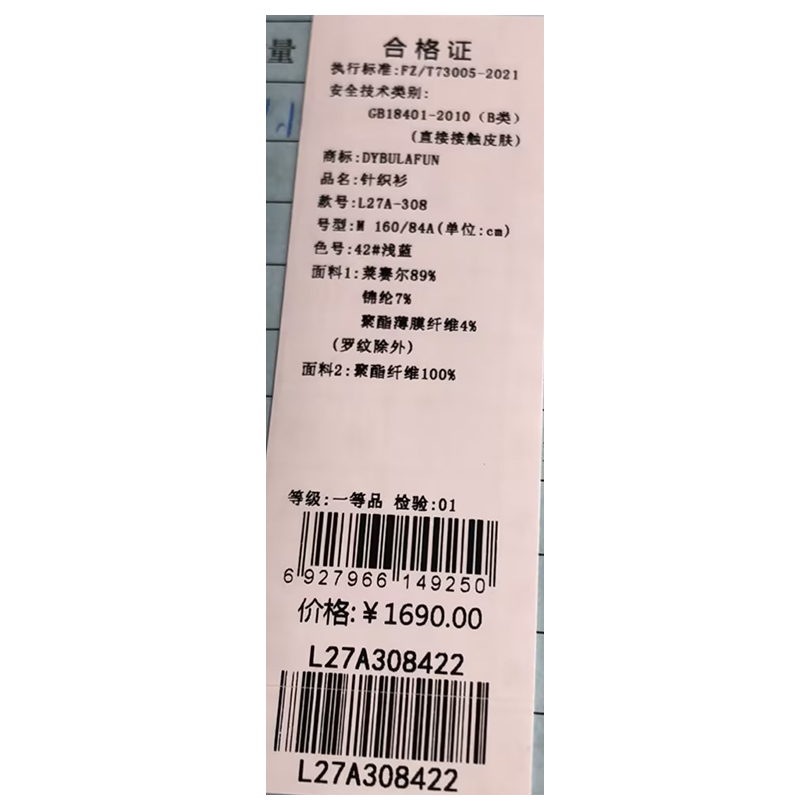 量
合格证
执行标准:FZ/T73005-2021
安全技术类别:
GB18401-2010（B类）
(直接接触皮肤)
商标:DYBULAFUN
品名:针织衫
款号:L27A-308
号型:M 160/84A(单位:cm)
色号:42#浅蓝
面料1:莱赛尔89%
锦纶7%
聚酯薄膜纤维4%
(罗纹除外)
面料2:聚酯纤维100%
等级:一等品 检验:01
6 927966 149250
价格:￥1690.00
L27A308422
L27A308422